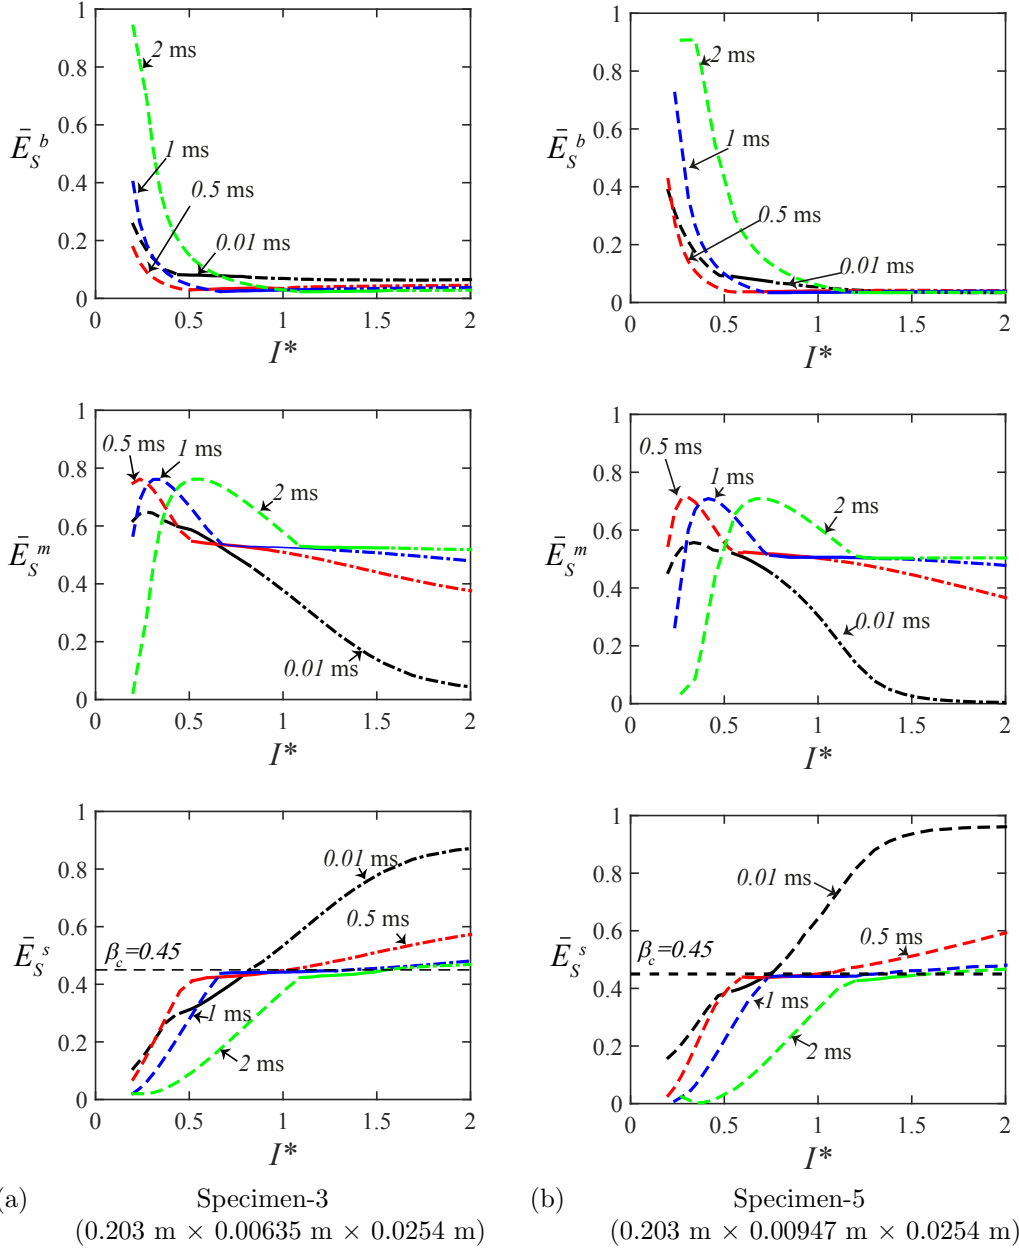 1
0.8
0.6
0.4
0.2
0
Ē_S^b
2 ms
1 ms
0.5 ms
0.01 ms
0 0.5 1 1.5 2
I*
1
0.8
0.6
0.4
0.2
0
Ē_S^b
2 ms
1 ms
0.5 ms
0.01 ms
0 0.5 1 1.5 2
I*
1
0.8
0.6
0.4
0.2
0
Ē_S^m
0.5 ms
1 ms
2 ms
0.01 ms
0 0.5 1 1.5 2
I*
1
0.8
0.6
0.4
0.2
0
Ē_S^m
0.5 ms
1 ms
2 ms
0.01 ms
0 0.5 1 1.5 2
I*
1
0.8
0.6
0.4
0.2
0
Ē_S^s
0.01 ms
0.5 ms
β_c=0.45
1 ms
2 ms
0 0.5 1 1.5 2
I*
1
0.8
0.6
0.4
0.2
0
Ē_S^s
0.01 ms
0.5 ms
β_c=0.45
1 ms
2 ms
0 0.5 1 1.5 2
I*
(a) Specimen-3
(0.203 m × 0.00635 m × 0.0254 m)
(b) Specimen-5
(0.203 m × 0.00947 m × 0.0254 m)